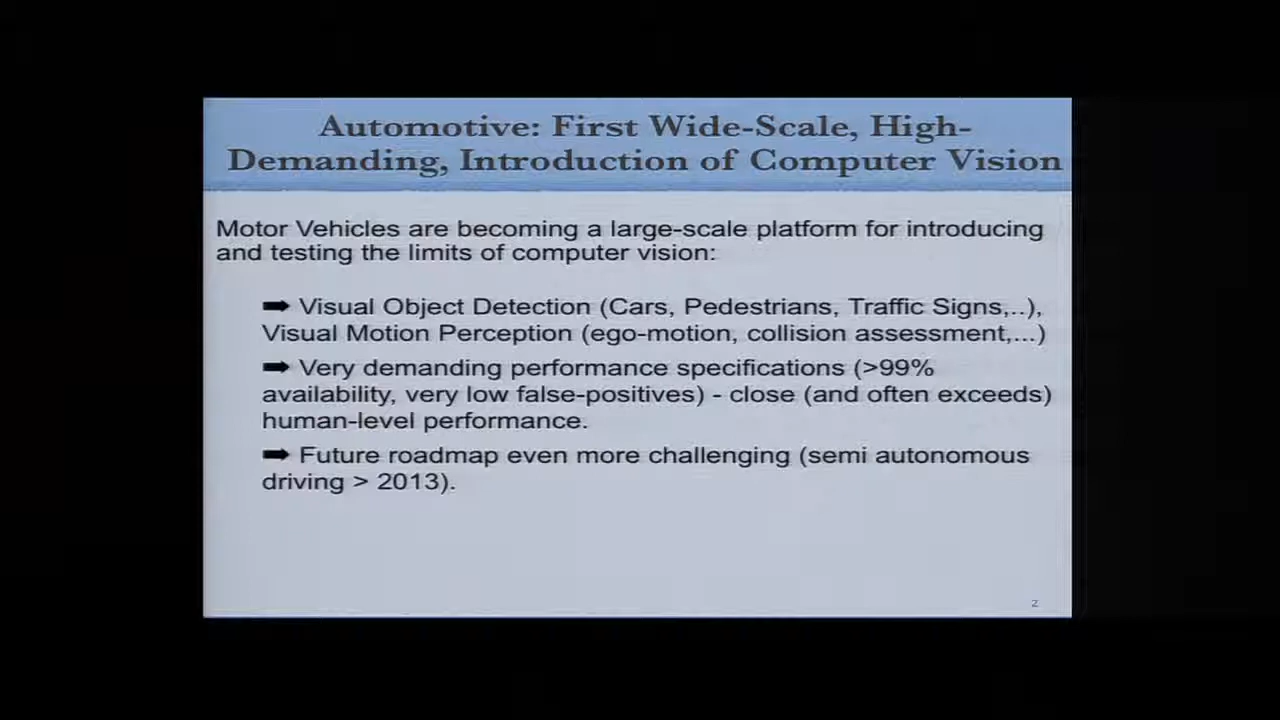 Automotive: First Wide-Scale, High-
Demanding, Introduction of Computer Vision
Motor Vehicles are becoming a large-scale platform for introducing
and testing the limits of computer vision:
➡ Visual Object Detection (Cars, Pedestrians, Traffic Signs,..),
Visual Motion Perception (ego-motion, collision assessment,...)
➡ Very demanding performance specifications (>99%
availability, very low false-positives) - close (and often exceeds)
human-level performance.
➡ Future roadmap even more challenging (semi autonomous
driving > 2013).
2